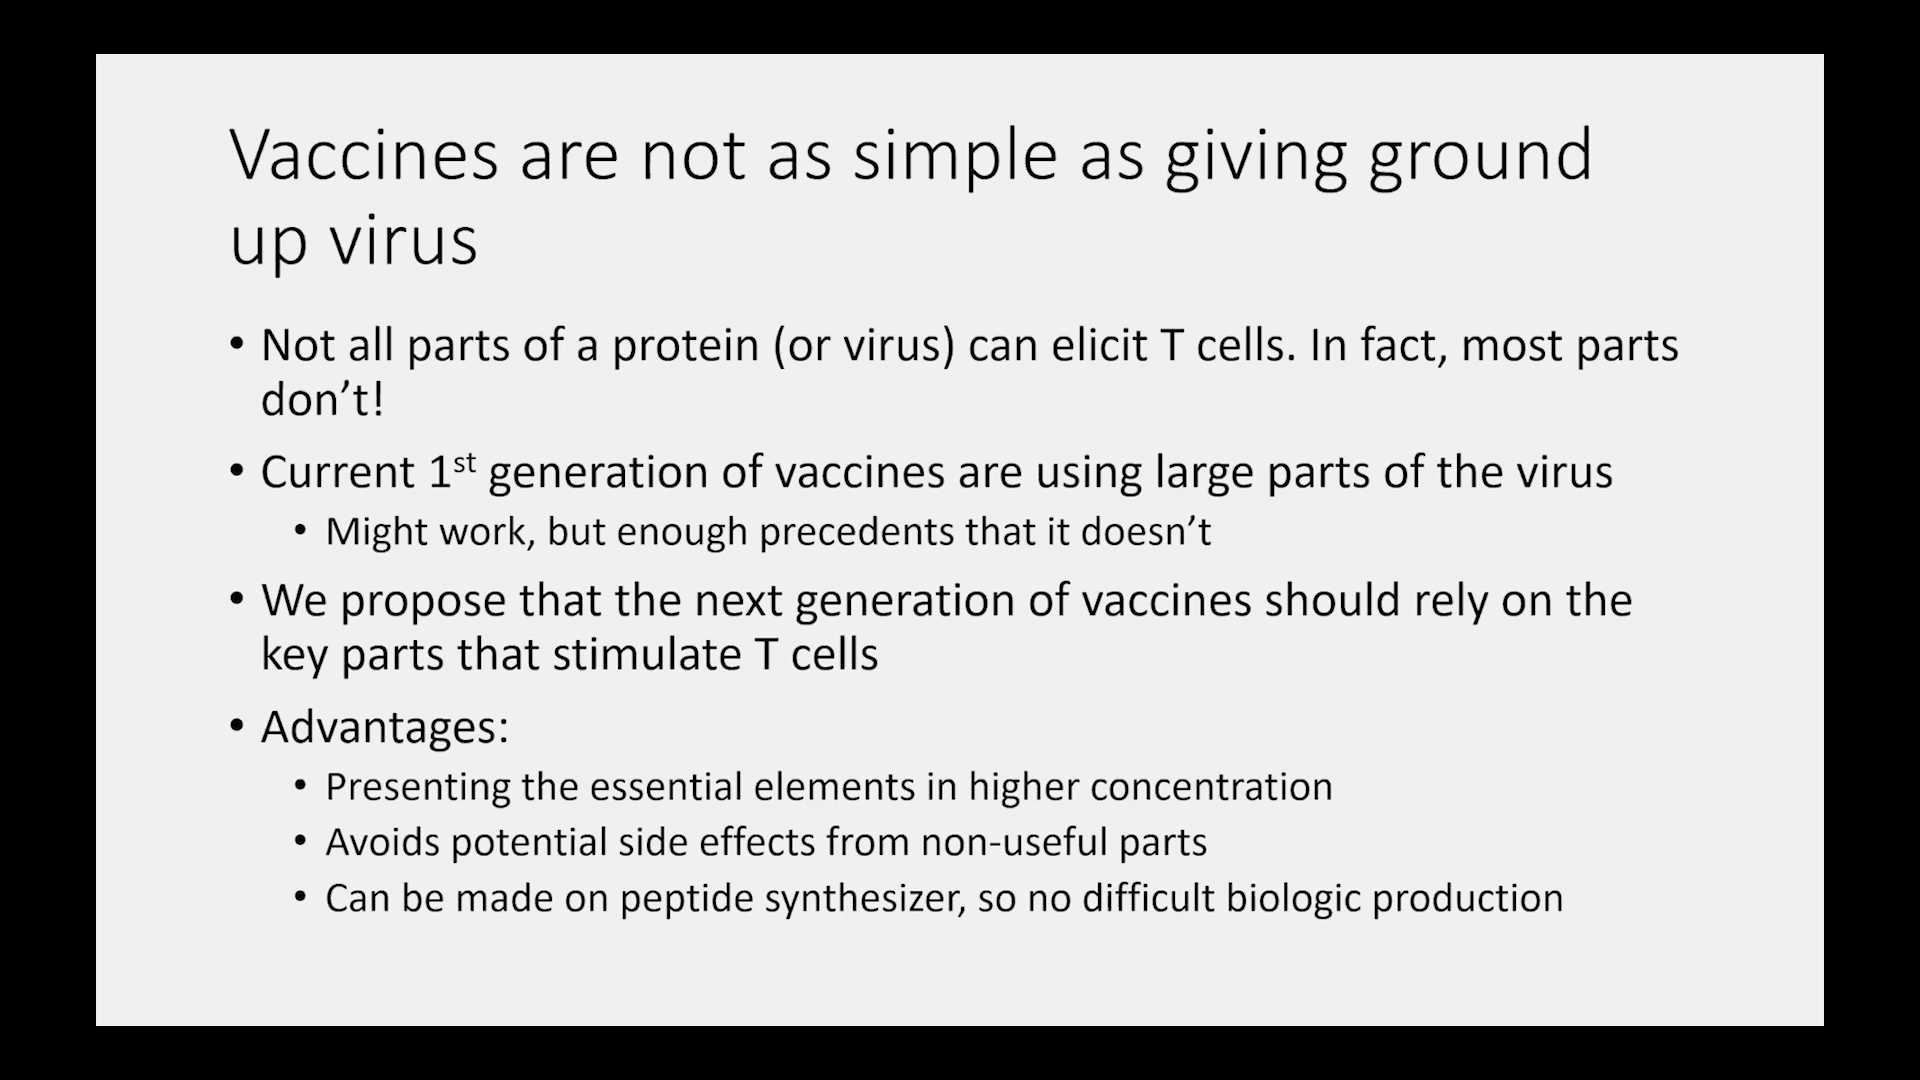 Vaccines are not as simple as giving ground
up virus
• Not all parts of a protein (or virus) can elicit T cells. In fact, most parts
don’t!
• Current 1st generation of vaccines are using large parts of the virus
• Might work, but enough precedents that it doesn’t
• We propose that the next generation of vaccines should rely on the
key parts that stimulate T cells
• Advantages:
• Presenting the essential elements in higher concentration
• Avoids potential side effects from non-useful parts
• Can be made on peptide synthesizer, so no difficult biologic production